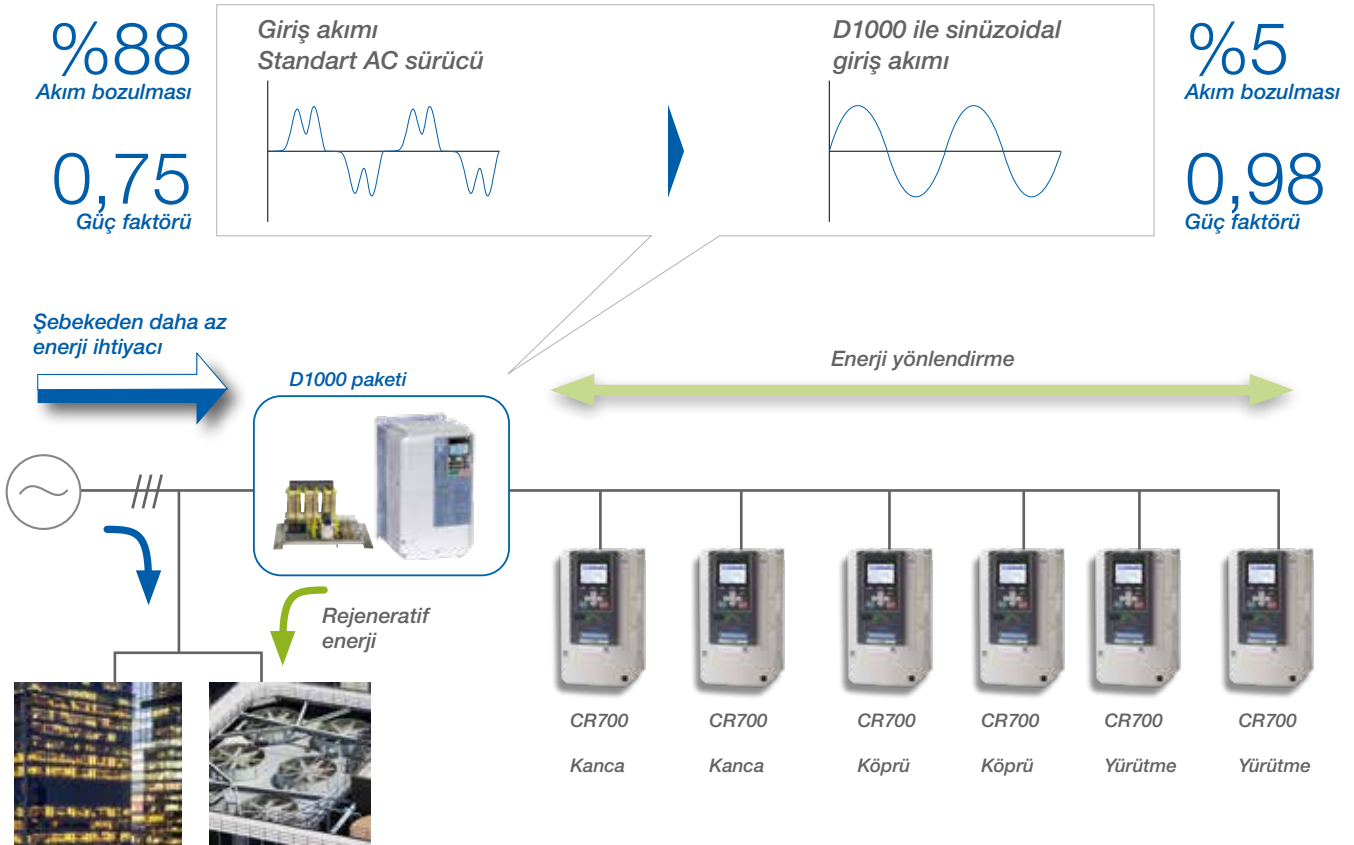 %88
Akım bozulması
0,75
Güç faktörü
Giriş akımı
Standart AC sürücü
D1000 ile sinüzoidal
giriş akımı
%5
Akım bozulması
0,98
Güç faktörü
Şebekeden daha az
enerji ihtiyacı
D1000 paketi
Enerji yönlendirme
Rejeneratif
enerji
CR700
Kanca
CR700
Kanca
CR700
Köprü
CR700
Köprü
CR700
Yürütme
CR700
Yürütme